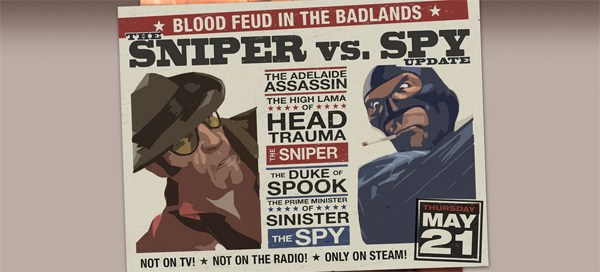 ★ BLOOD FEUD IN THE BADLANDS ★
THE
SNIPER vs. SPY
UPDATE
THE ADELAIDE
ASSASSIN
THE HIGH LAMA
★★★★ OF ★★★★
HEAD
TRAUMA
THE SNIPER
THE DUKE OF
SPOOK
THE PRIME MINISTER
★★★★ OF ★★★★
SINISTER
THE SPY
THURSDAY
MAY
21
NOT ON TV! ★ NOT ON THE RADIO! ★ ONLY ON STEAM!